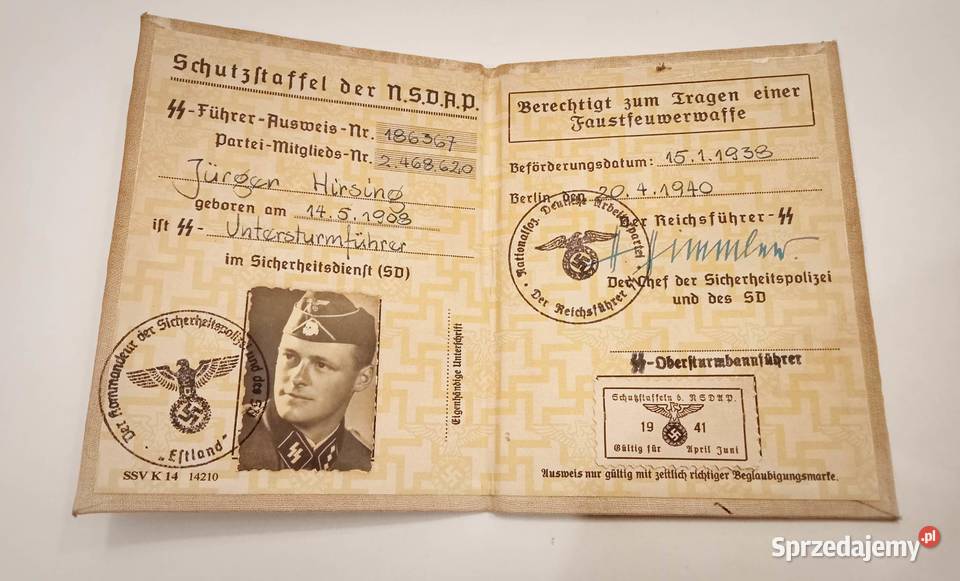 Schutzstaffel der N.S.D.A.P.
SS-Führer-Ausweis-Nr. 186367
Partei-Mitglieds-Nr. 2.468.620
Jürgen Hirsing
geboren am 14.5.1908
ist SS- Untersturmführer
im Sicherheitsdienst (SD)
Der Kommandeur der Sicherheitspolizei und des SD
"Estland"
Eigenhändige Unterschrift
SSV K 14 14210
Berechtigt zum Tragen einer
Faustfeuwerwaffe
Beförderungsdatum: 15.1.1938
Berlin den 20.4.1940
Nationalsoz. Deutsche Arbeiterpartei
Der Reichsführer SS
Der Reichsführer-SS
H. Himmler.
Der Chef der Sicherheitspolizei
und des SD
SS-Obersturmbannführer
Schutzstaffeln d. NSDAP.
19 41
Gültig für April Juni
Ausweis nur gültig mit zeitlich richtiger Beglaubigungsmarke.
Sprzedajemy.pl